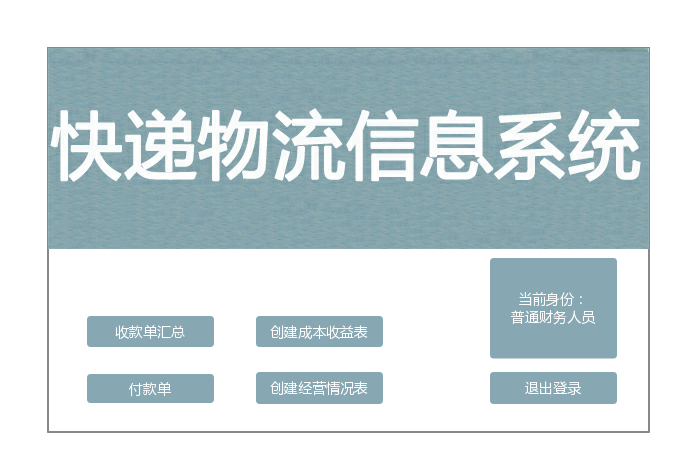 快递物流信息系统
当前身份：
普通财务人员
收款单汇总
创建成本收益表
付款单
创建经营情况表
退出登录